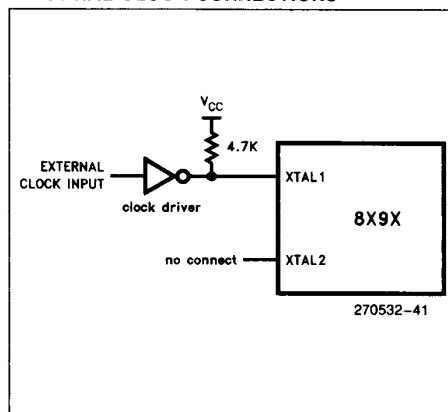 V_CC
4.7K
EXTERNAL
CLOCK INPUT
clock driver
XTAL1
8X9X
no connect
XTAL2
270532-41